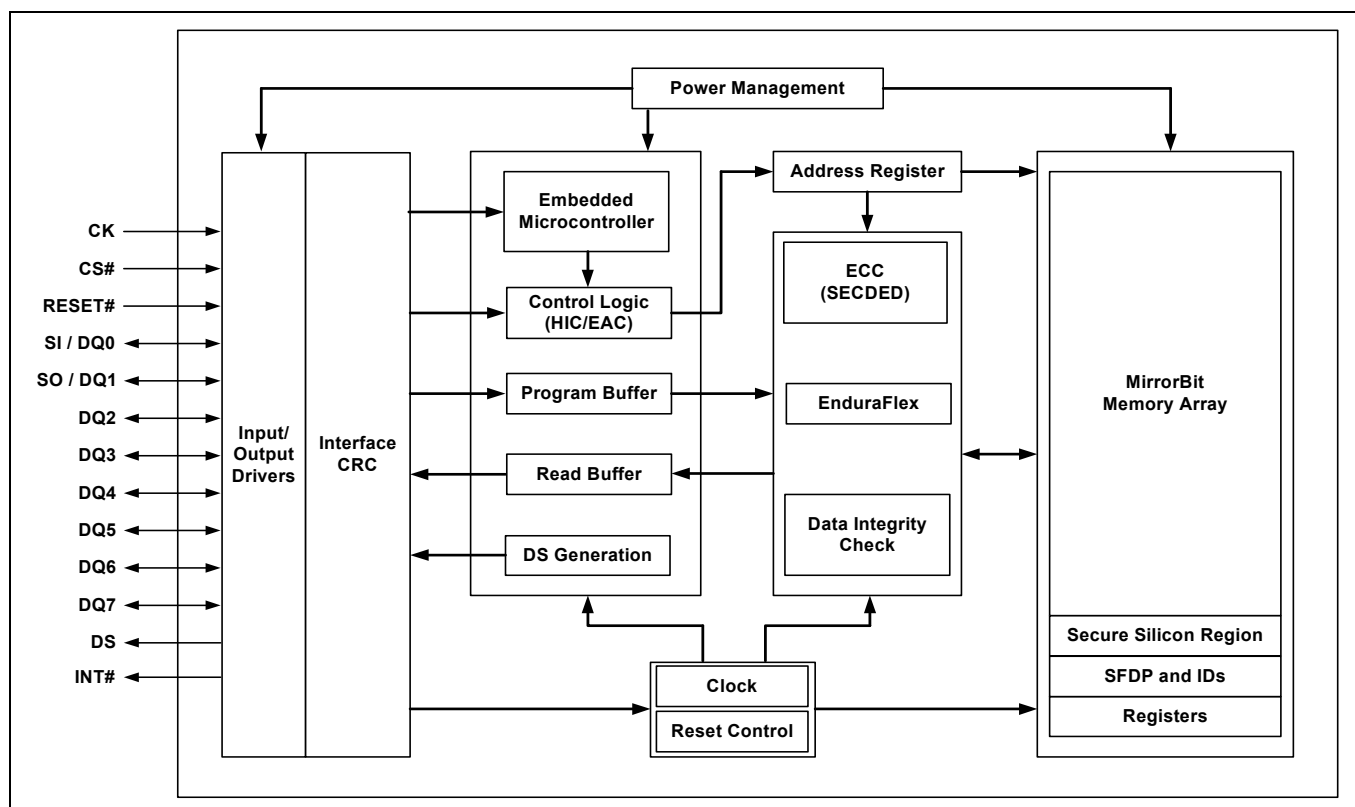 Power Management
CK
CS#
RESET#
SI / DQ0
SO / DQ1
DQ2
DQ3
DQ4
DQ5
DQ6
DQ7
DS
INT#
Input/
Output
Drivers
Interface
CRC
Embedded
Microcontroller
Control Logic
(HIC/EAC)
Program Buffer
Read Buffer
DS Generation
Address Register
ECC
(SECDED)
EnduraFlex
Data Integrity
Check
Clock
Reset Control
MirrorBit
Memory Array
Secure Silicon Region
SFDP and IDs
Registers